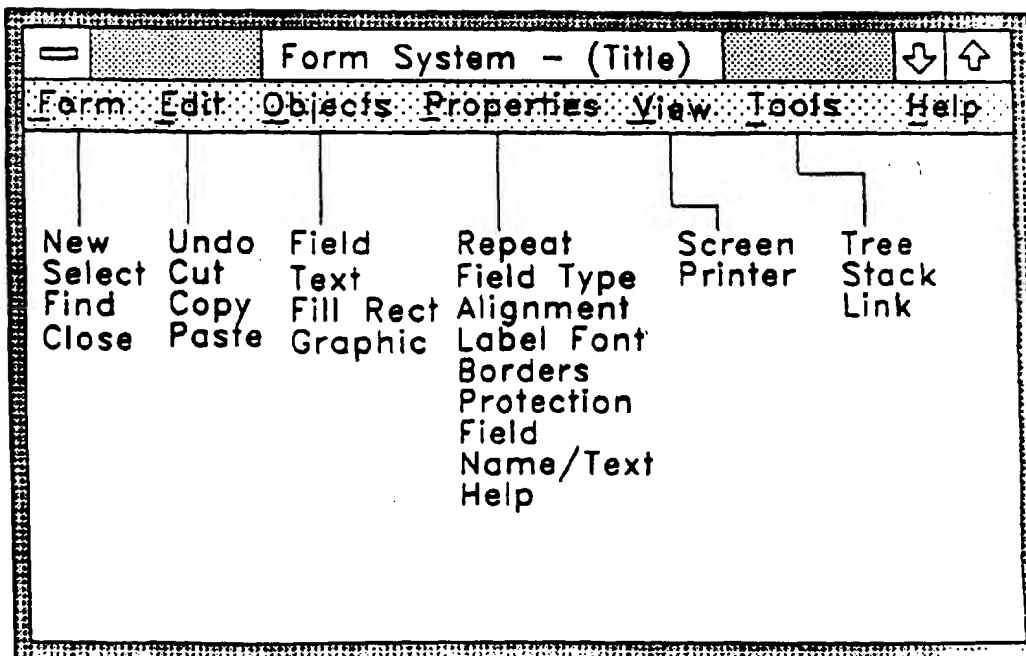 Form System - (Title)
Form Edit Objects Properties View Tools Help
New Undo Field Repeat Screen Tree
Select Cut Text Field Type Printer Stack
Find Copy Fill Rect Alignment Link
Close Paste Graphic Label Font
Borders
Protection
Field
Name/Text
Help